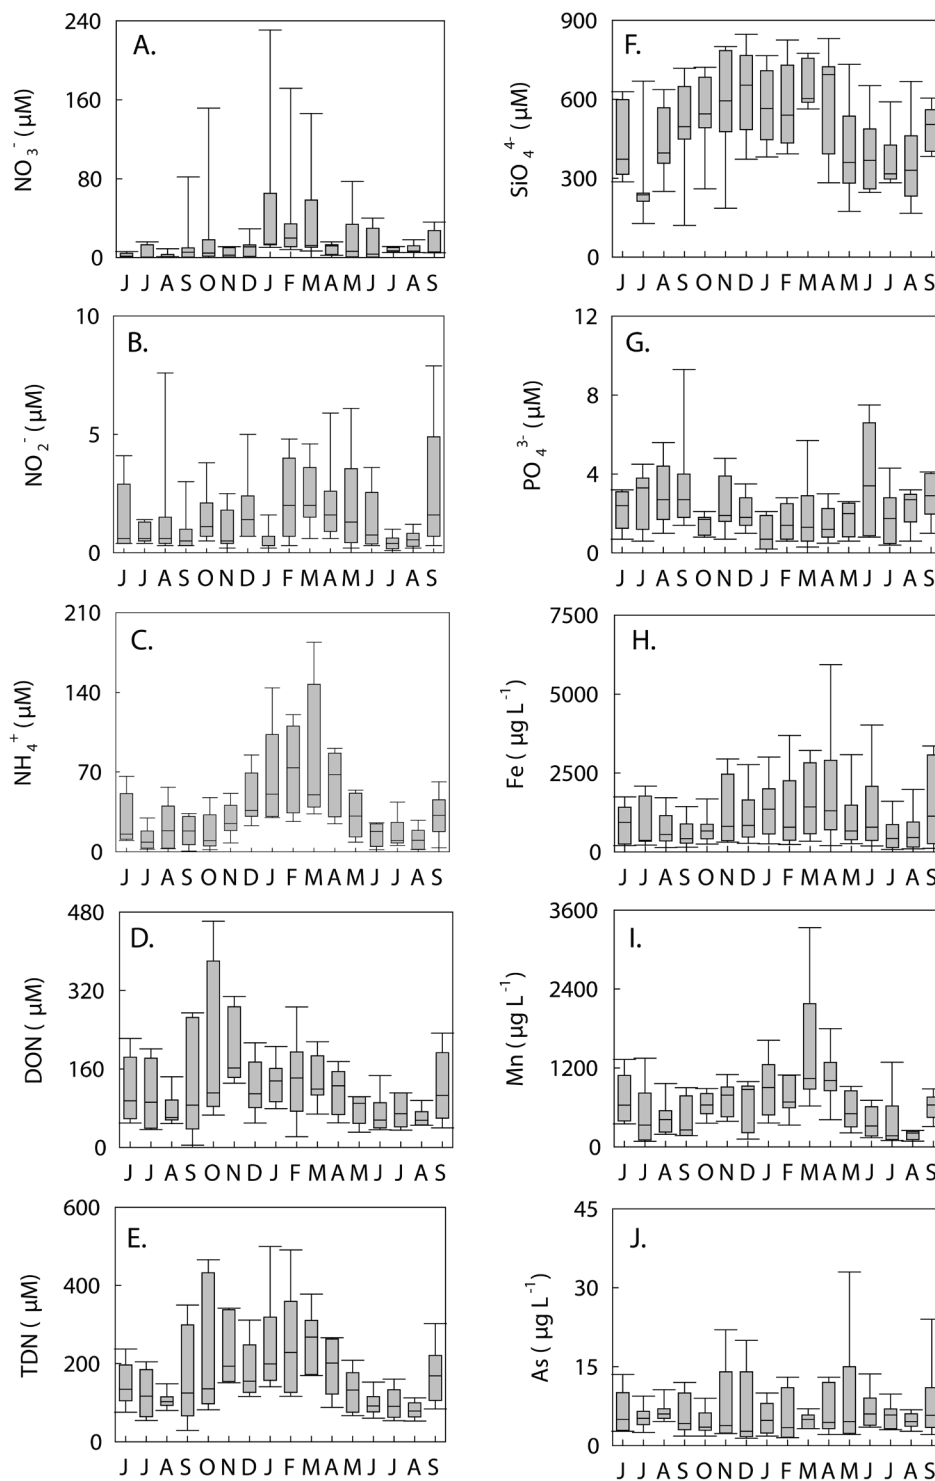 A.
NO₃⁻ (µM)
240
160
80
0
J J A S O N D J F M A M J J A S
B.
NO₂⁻ (µM)
10
5
0
J J A S O N D J F M A M J J A S
C.
NH₄⁺ (µM)
210
140
70
0
J J A S O N D J F M A M J J A S
D.
DON ( µM)
480
320
160
0
J J A S O N D J F M A M J J A S
E.
TDN ( µM)
600
400
200
0
J J A S O N D J F M A M J J A S
F.
SiO₄⁴⁻ (µM)
900
600
300
0
J J A S O N D J F M A M J J A S
G.
PO₄³⁻ (µM)
12
8
4
0
J J A S O N D J F M A M J J A S
H.
Fe ( µg L⁻¹)
7500
5000
2500
0
J J A S O N D J F M A M J J A S
I.
Mn ( µg L⁻¹)
3600
2400
1200
0
J J A S O N D J F M A M J J A S
J.
As ( µg L⁻¹)
45
30
15
0
J J A S O N D J F M A M J J A S